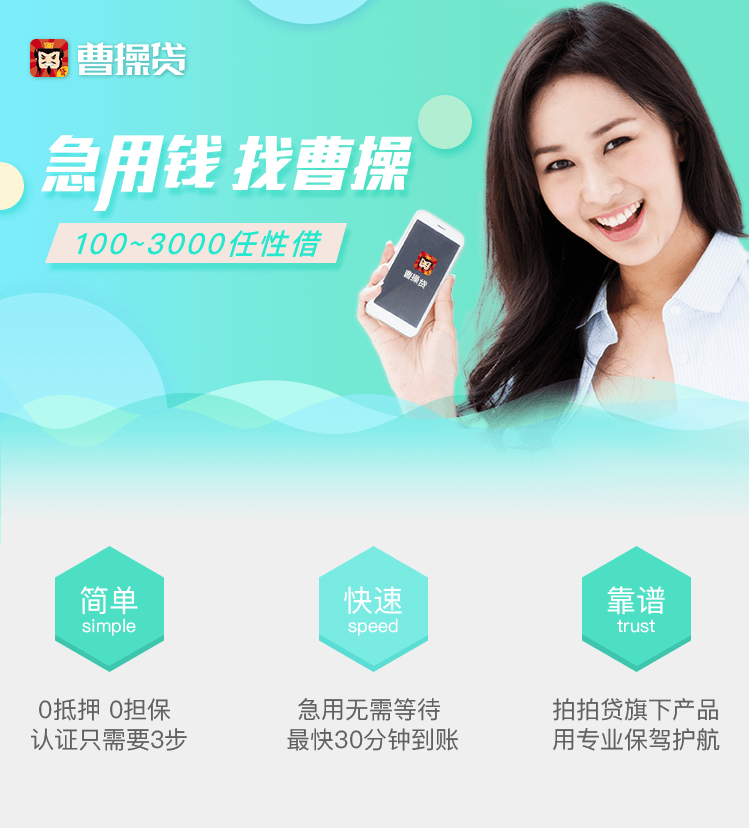 曹操贷
急用钱 找曹操
100~3000任性借
曹操贷
简单
simple
快速
speed
靠谱
trust
0抵押 0担保
认证只需要3步
急用无需等待
最快30分钟到账
拍拍贷旗下产品
用专业保驾护航